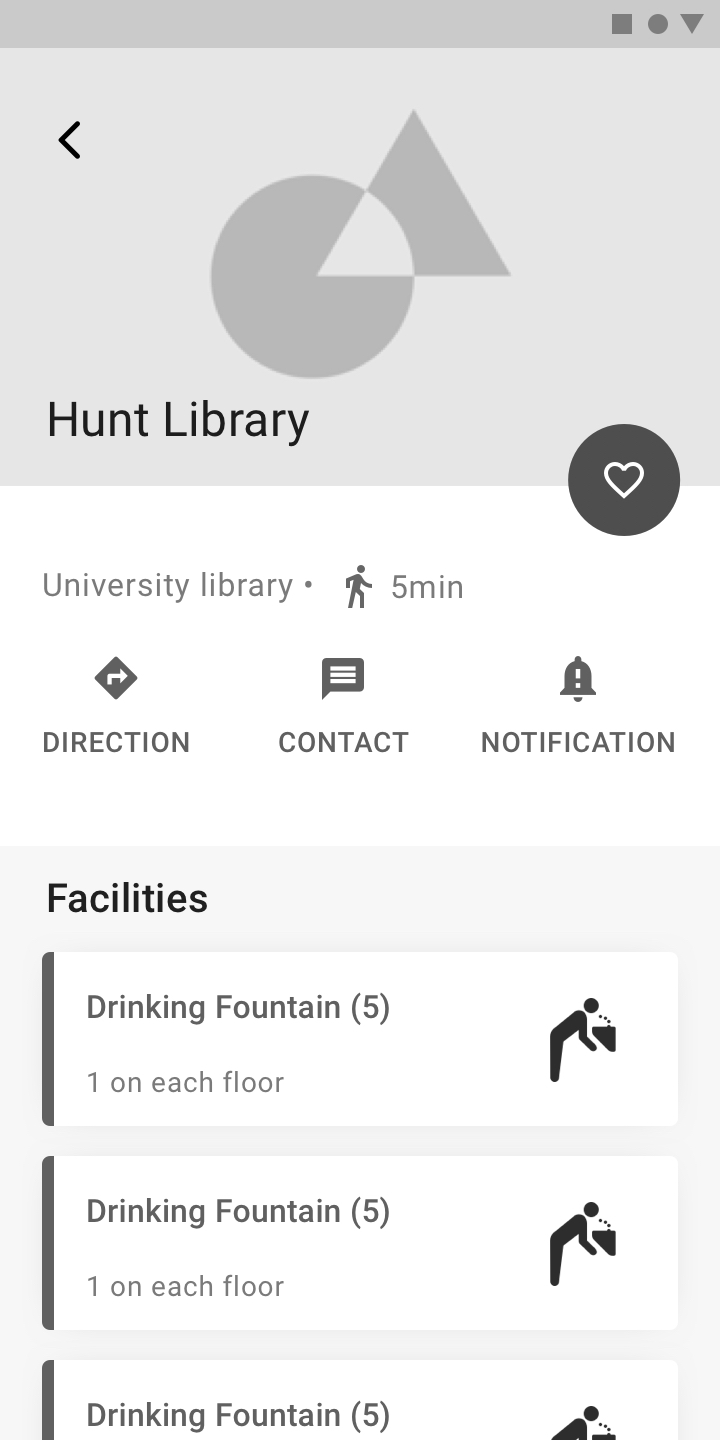 Hunt Library
University library • 5min
DIRECTION CONTACT NOTIFICATION
Facilities
Drinking Fountain (5)
1 on each floor
Drinking Fountain (5)
1 on each floor
Drinking Fountain (5)